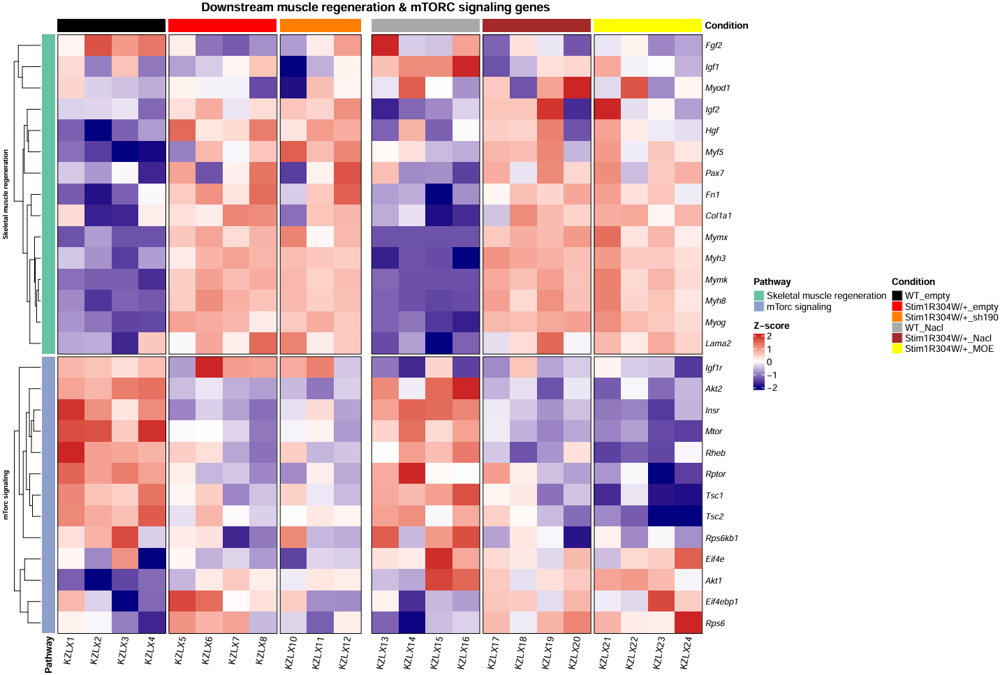 Downstream muscle regeneration & mTORC signaling genes
Condition
Skeletal muscle regeneration
Fgf2
Igf1
Myod1
Igf2
Hgf
Myf5
Pax7
Fn1
Col1a1
Mymx
Myh3
Mymk
Myh8
Myog
Lama2
mTorc signaling
Igf1r
Akt2
Insr
Mtor
Rheb
Rptor
Tsc1
Tsc2
Rps6kb1
Eif4e
Akt1
Eif4ebp1
Rps6
Pathway
KZLX1
KZLX2
KZLX3
KZLX4
KZLX5
KZLX6
KZLX7
KZLX8
KZLX10
KZLX11
KZLX12
KZLX13
KZLX14
KZLX15
KZLX16
KZLX17
KZLX18
KZLX19
KZLX20
KZLX21
KZLX22
KZLX23
KZLX24
Pathway
Skeletal muscle regeneration
mTorc signaling
Z-score
2
1
0
−1
−2
Condition
WT_empty
Stim1R304W/+_empty
Stim1R304W/+_sh190
WT_Nacl
Stim1R304W/+_Nacl
Stim1R304W/+_MOE